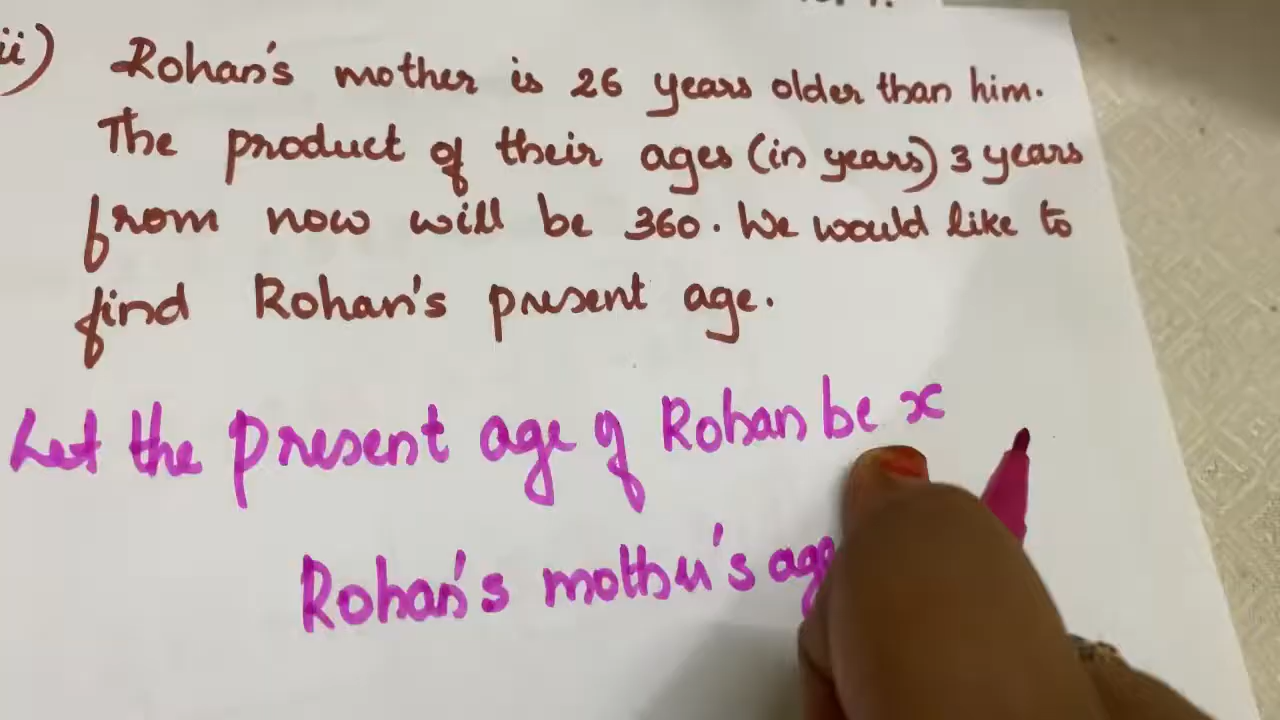 ii) Rohan's mother is 26 years older than him.
The product of their ages (in years) 3 years
from now will be 360. We would like to
find Rohan's present age.
Let the present age of Rohan be x
Rohan's mother's age